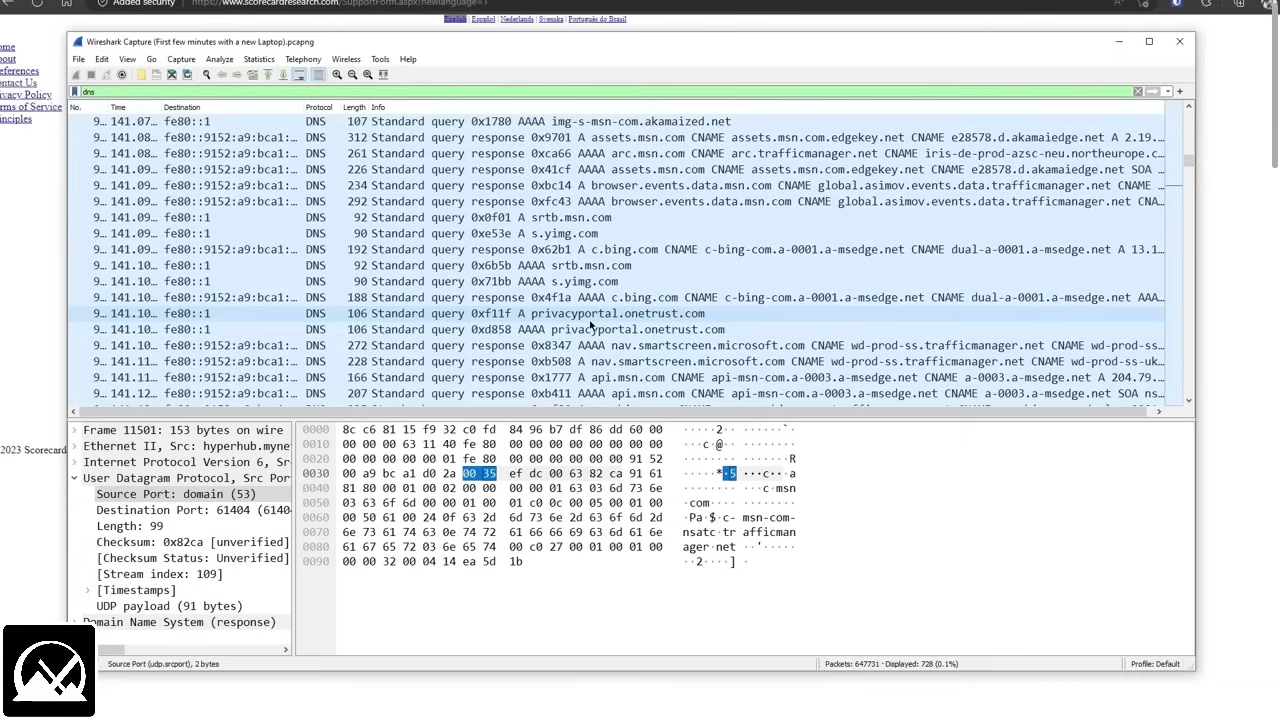 Added security https://www.scorecardresearch.com/SupportForm.aspx?newlanguage=1
English | Español | Nederlands | Svenska | Português do Brasil
ome
bout
references
ontact Us
ivacy Policy
rms of Service
inciples
2023 Scorecard
Wireshark Capture (First few minutes with a new Laptop).pcapng
File Edit View Go Capture Analyze Statistics Telephony Wireless Tools Help
dns
No. Time Destination Protocol Length Info
9… 141.07… fe80::1 DNS 107 Standard query 0x1780 AAAA img-s-msn-com.akamaized.net
9… 141.08… fe80::9152:a9:bca1:… DNS 312 Standard query response 0x9701 A assets.msn.com CNAME assets.msn.com.edgekey.net CNAME e28578.d.akamaiedge.net A 2.19.…
9… 141.08… fe80::9152:a9:bca1:… DNS 261 Standard query response 0xca66 AAAA arc.msn.com CNAME arc.trafficmanager.net CNAME iris-de-prod-azsc-neu.northeurope.c…
9… 141.09… fe80::9152:a9:bca1:… DNS 226 Standard query response 0x41cf AAAA assets.msn.com CNAME assets.msn.com.edgekey.net CNAME e28578.d.akamaiedge.net SOA …
9… 141.09… fe80::9152:a9:bca1:… DNS 234 Standard query response 0xbc14 A browser.events.data.msn.com CNAME global.asimov.events.data.trafficmanager.net CNAME …
9… 141.09… fe80::9152:a9:bca1:… DNS 292 Standard query response 0xfc43 AAAA browser.events.data.msn.com CNAME global.asimov.events.data.trafficmanager.net CN…
9… 141.09… fe80::1 DNS 92 Standard query 0x0f01 A srtb.msn.com
9… 141.09… fe80::1 DNS 90 Standard query 0xe53e A s.yimg.com
9… 141.09… fe80::9152:a9:bca1:… DNS 192 Standard query response 0x62b1 A c.bing.com CNAME c-bing-com.a-0001.a-msedge.net CNAME dual-a-0001.a-msedge.net A 13.1…
9… 141.10… fe80::1 DNS 92 Standard query 0x6b5b AAAA srtb.msn.com
9… 141.10… fe80::1 DNS 90 Standard query 0x71bb AAAA s.yimg.com
9… 141.10… fe80::9152:a9:bca1:… DNS 188 Standard query response 0x4f1a AAAA c.bing.com CNAME c-bing-com.a-0001.a-msedge.net CNAME dual-a-0001.a-msedge.net AAA…
9… 141.10… fe80::1 DNS 106 Standard query 0xf11f A privacyportal.onetrust.com
9… 141.10… fe80::1 DNS 106 Standard query 0xd858 AAAA privacyportal.onetrust.com
9… 141.10… fe80::9152:a9:bca1:… DNS 272 Standard query response 0x8347 AAAA nav.smartscreen.microsoft.com CNAME wd-prod-ss.trafficmanager.net CNAME wd-prod-ss-…
9… 141.11… fe80::9152:a9:bca1:… DNS 228 Standard query response 0xb508 A nav.smartscreen.microsoft.com CNAME wd-prod-ss.trafficmanager.net CNAME wd-prod-ss-uk…
9… 141.11… fe80::9152:a9:bca1:… DNS 166 Standard query response 0x1777 A api.msn.com CNAME api-msn-com.a-0003.a-msedge.net CNAME a-0003.a-msedge.net A 204.79.…
9… 141.12… fe80::9152:a9:bca1:… DNS 207 Standard query response 0xb411 AAAA api.msn.com CNAME api-msn-com.a-0003.a-msedge.net CNAME a-0003.a-msedge.net SOA ns…
Frame 11501: 153 bytes on wire
Ethernet II, Src: hyperhub.myne
Internet Protocol Version 6, Sr
User Datagram Protocol, Src Por
Source Port: domain (53)
Destination Port: 61404 (6140
Length: 99
Checksum: 0x82ca [unverified]
[Checksum Status: Unverified]
[Stream index: 109]
[Timestamps]
UDP payload (91 bytes)
Domain Name System (response)
0000 8c c6 81 15 f9 32 c0 fd 84 96 b7 df 86 dd 60 00 ·····2·· ······`·
0010 00 00 00 63 11 40 fe 80 00 00 00 00 00 00 00 00 ···c·@·· ········
0020 00 00 00 00 00 01 fe 80 00 00 00 00 00 00 91 52 ········ ·······R
0030 00 a9 bc a1 d0 2a 00 35 ef dc 00 63 82 ca 91 61 ·····*·5 ···c···a
0040 81 80 00 01 00 02 00 00 00 00 01 63 03 6d 73 6e ········ ···c·msn
0050 03 63 6f 6d 00 00 01 00 01 c0 0c 00 05 00 01 00 ·com···· ········
0060 00 00 50 61 00 24 0f 63 2d 6d 73 6e 2d 63 6f 6d 2d ··Pa·$·c -msn-com-
0070 6e 73 61 74 63 0e 74 72 61 66 66 69 63 6d 61 6e nsatc·tr afficman
0080 61 67 65 72 03 6e 65 74 00 c0 27 00 01 00 01 00 ager·net ··'·····
0090 00 00 32 00 04 14 ea 5d 1b ··2····] ·
Source Port (udp.srcport), 2 bytes
Packets: 647731 · Displayed: 728 (0.1%)
Profile: Default